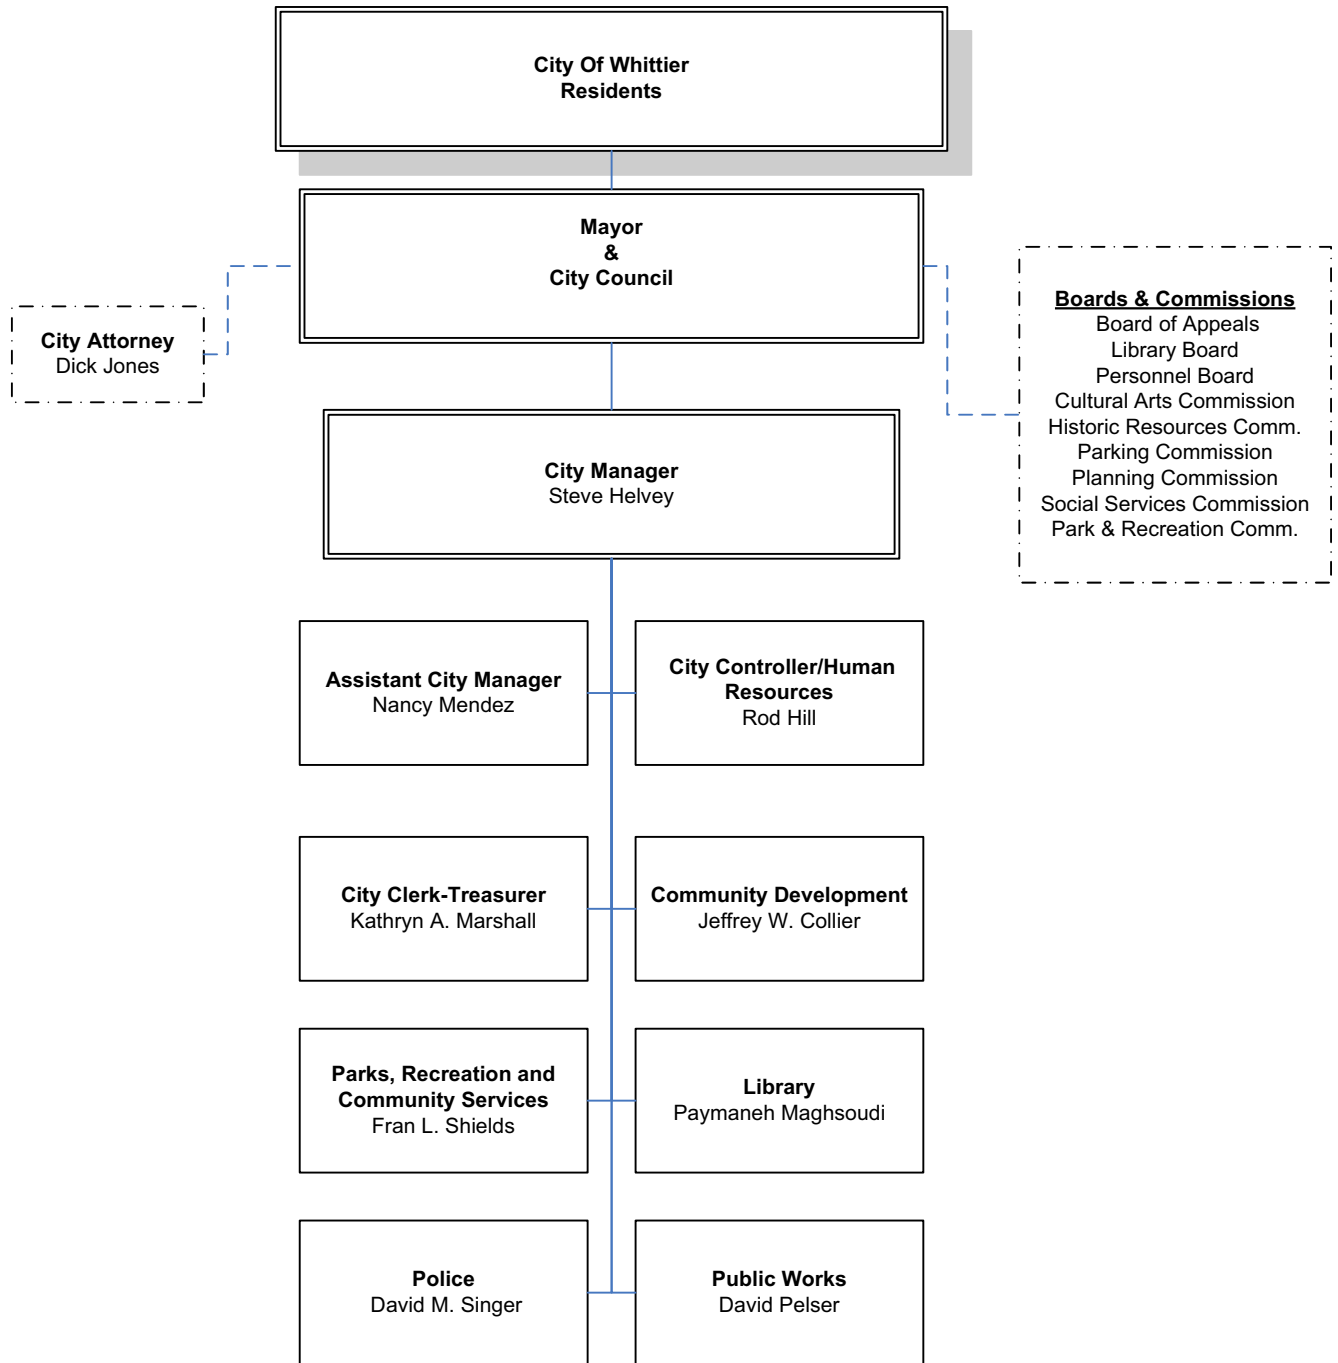 City Of Whittier
Residents
Mayor
&
City Council
City Attorney
Dick Jones
Boards & Commissions
Board of Appeals
Library Board
Personnel Board
Cultural Arts Commission
Historic Resources Comm.
Parking Commission
Planning Commission
Social Services Commission
Park & Recreation Comm.
City Manager
Steve Helvey
Assistant City Manager
Nancy Mendez
City Controller/Human
Resources
Rod Hill
City Clerk-Treasurer
Kathryn A. Marshall
Community Development
Jeffrey W. Collier
Parks, Recreation and
Community Services
Fran L. Shields
Library
Paymaneh Maghsoudi
Police
David M. Singer
Public Works
David Pelser